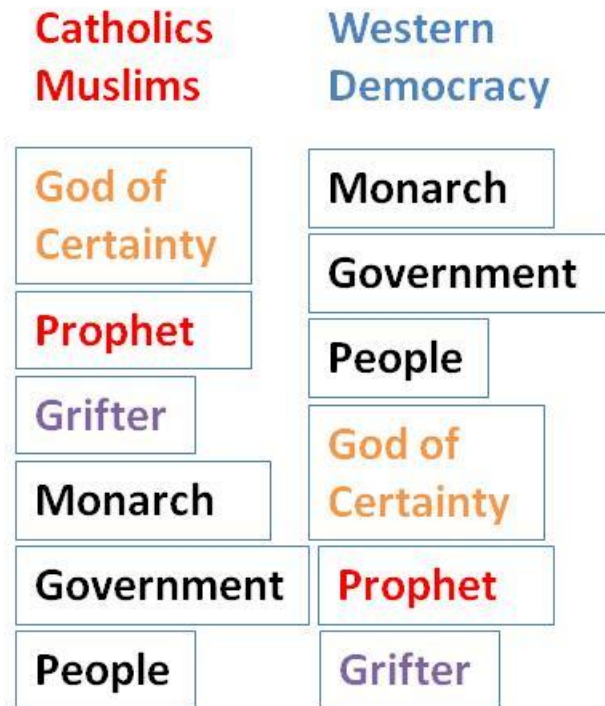 Catholics
Muslims
God of
Certainty
Prophet
Grifter
Monarch
Government
People
Western
Democracy
Monarch
Government
People
God of
Certainty
Prophet
Grifter